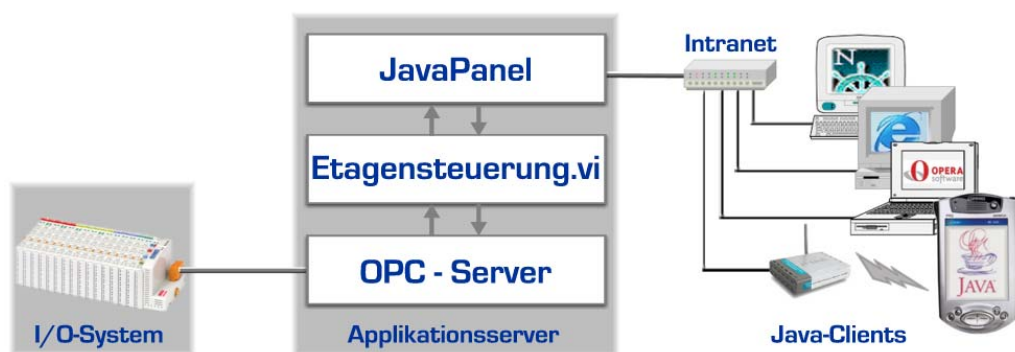 JavaPanel
Intranet
N
Etagensteuerung.vi
OPERA
software
OPC - Server
JAVA
I/O-System
Applikationsserver
Java-Clients